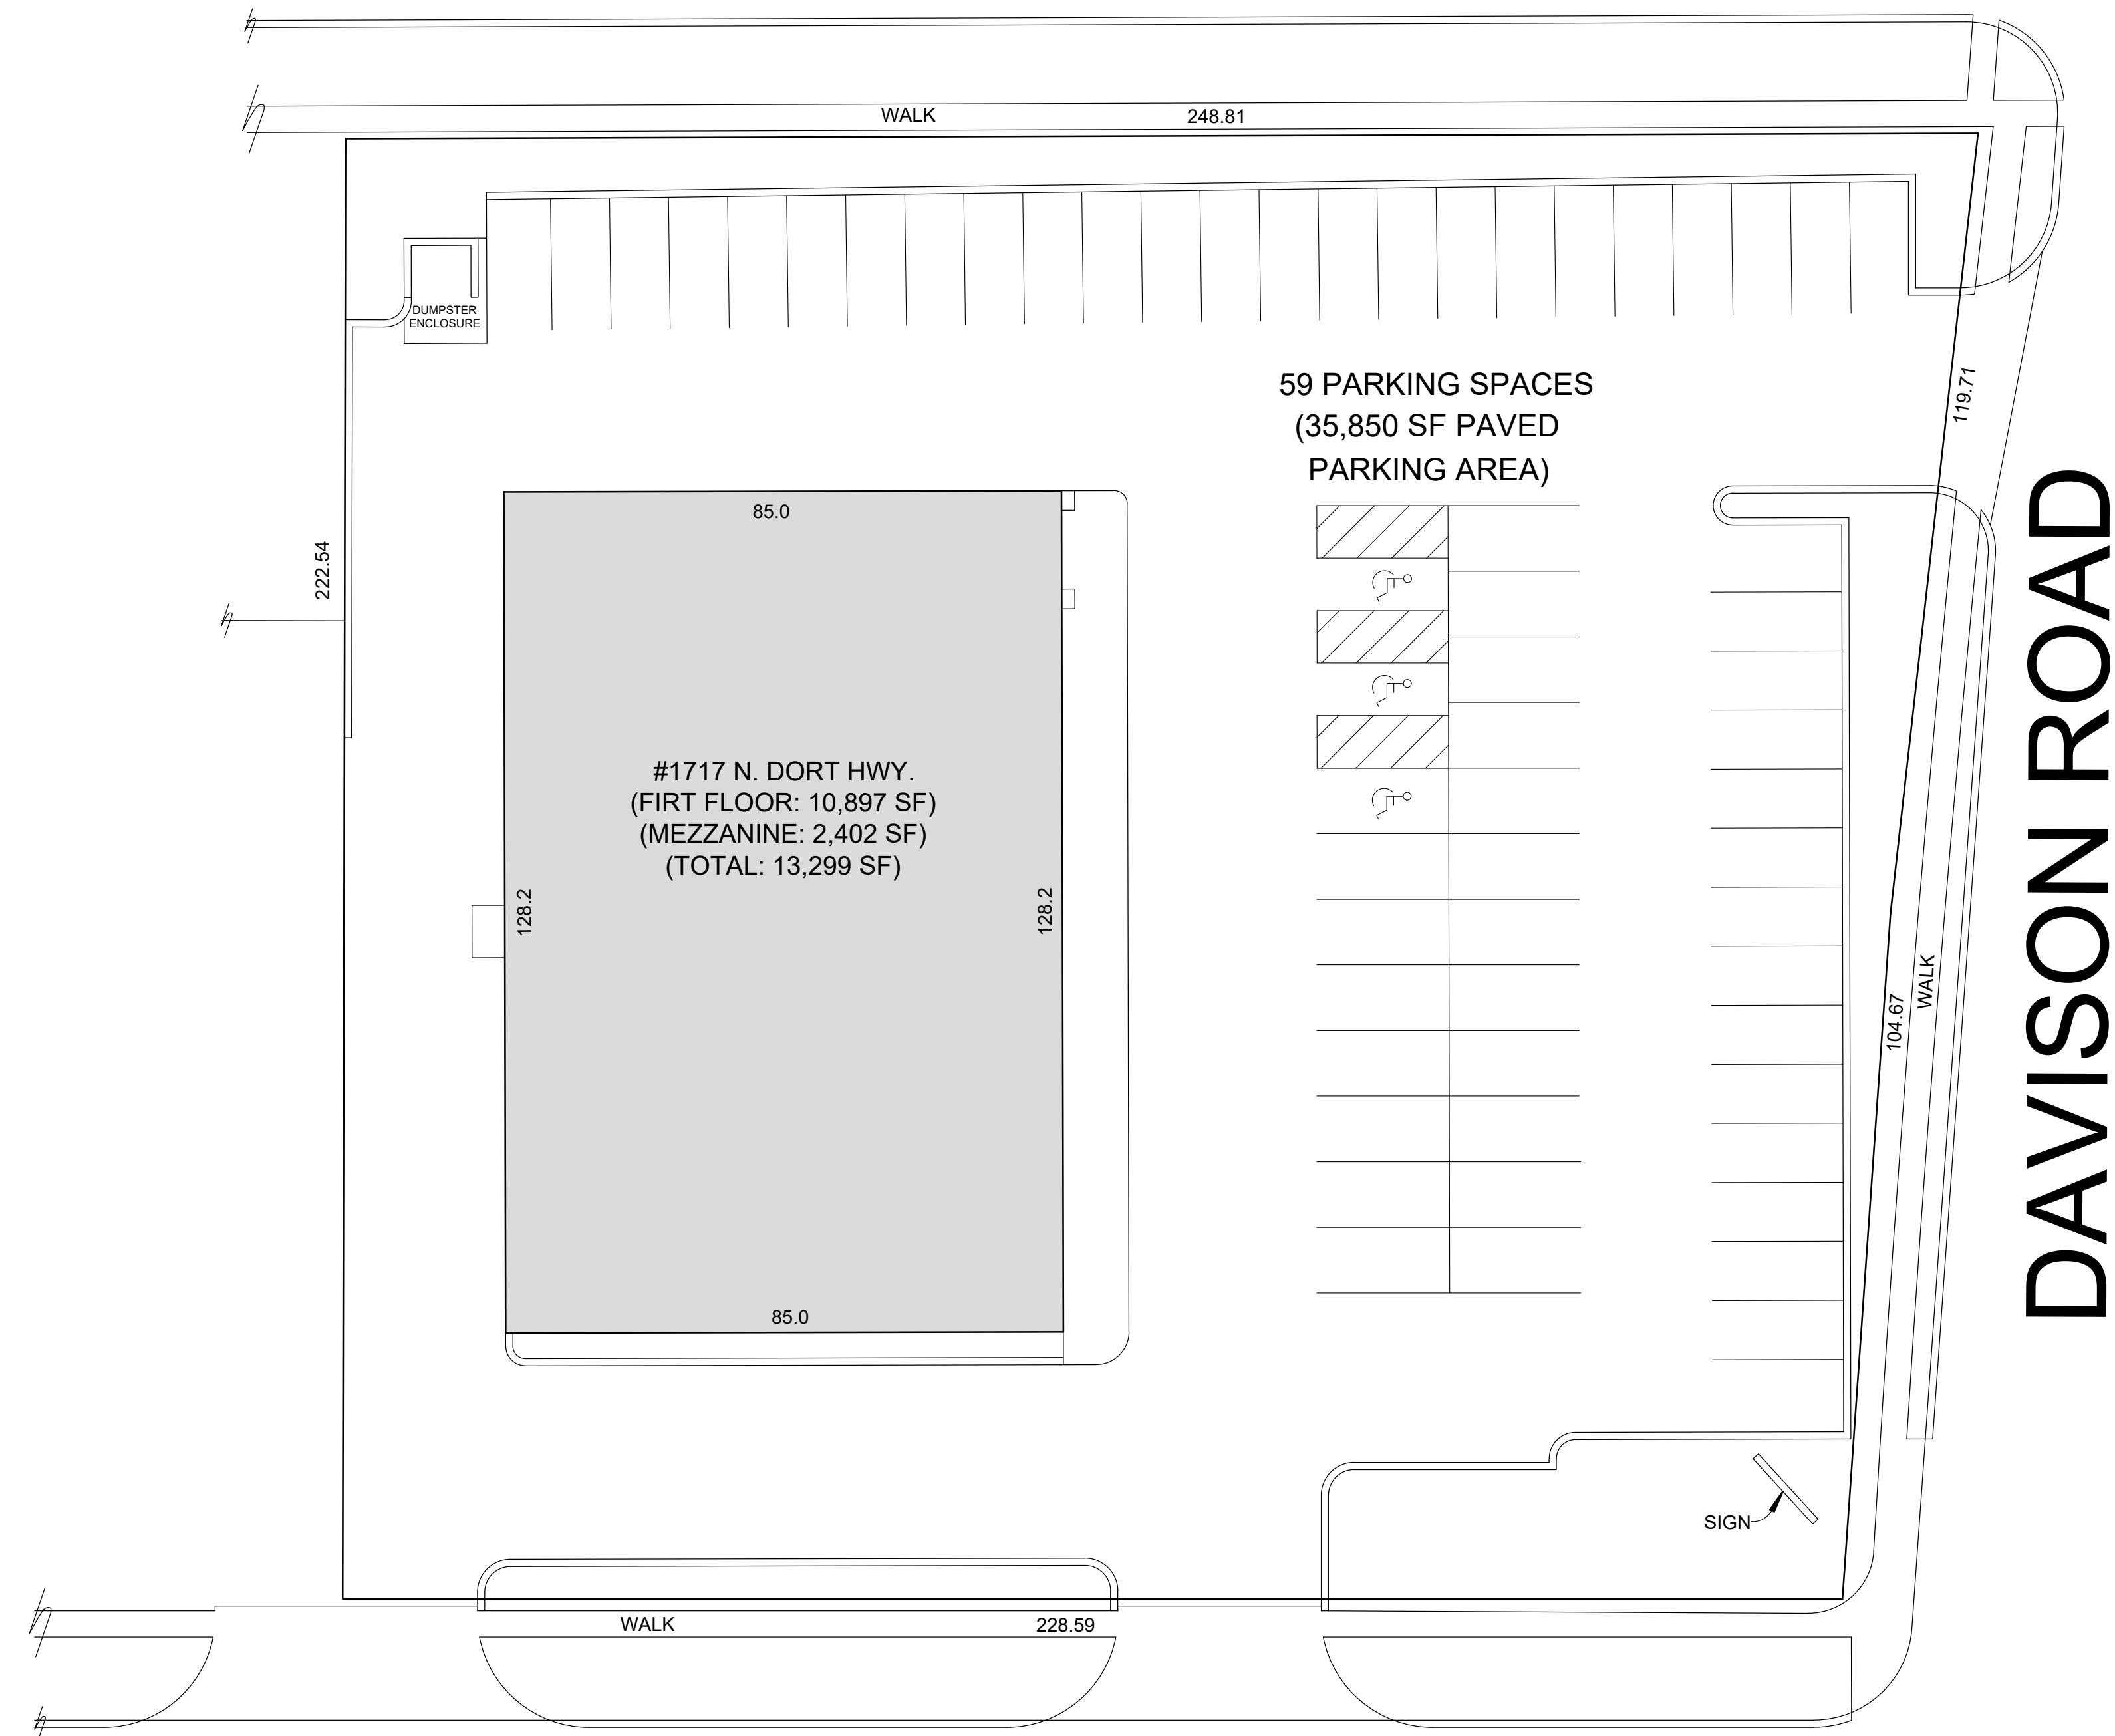 WALK
248.81
DUMPSTER
ENCLOSURE
59 PARKING SPACES
(35,850 SF PAVED
PARKING AREA)
119.71
85.0
222.54
DAVISON ROAD
#1717 N. DORT HWY.
(FIRT FLOOR: 10,897 SF)
(MEZZANINE: 2,402 SF)
(TOTAL: 13,299 SF)
128.2
128.2
WALK
104.67
85.0
SIGN
WALK
228.59